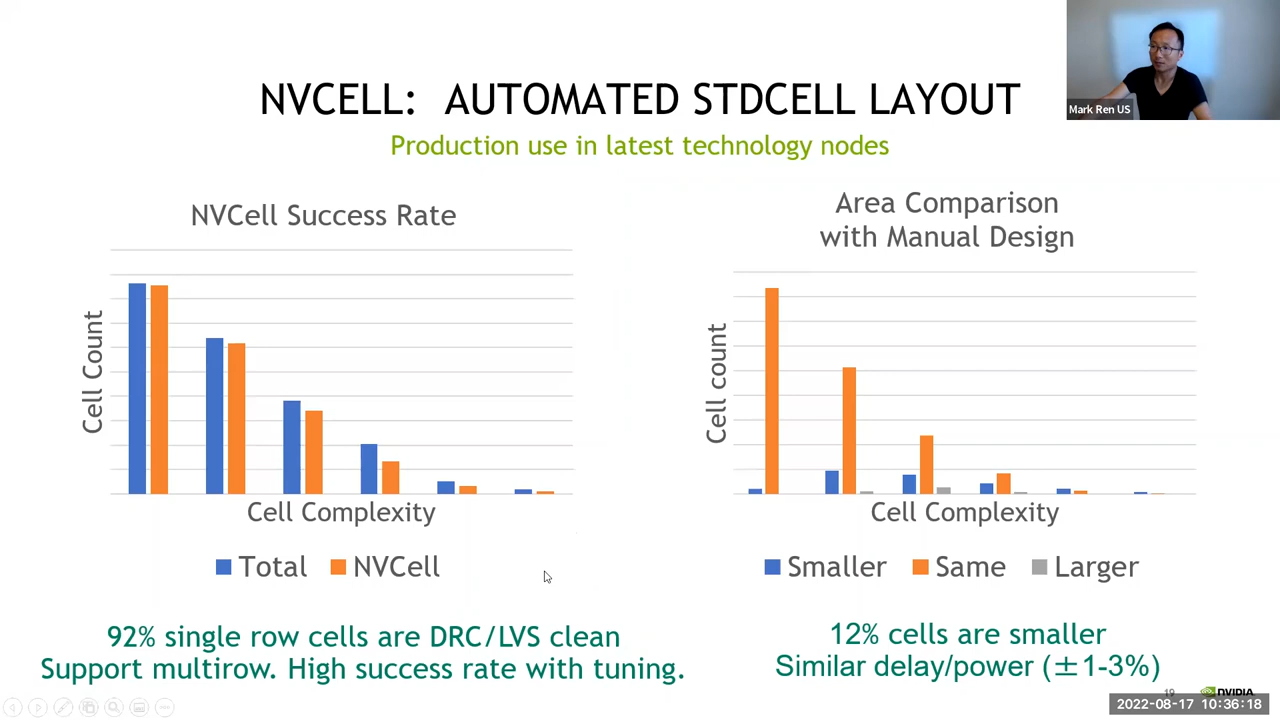 NVCELL: AUTOMATED STDCELL LAYOUT
Production use in latest technology nodes
Mark Ren US
NVCell Success Rate
Cell Count
Cell Complexity
Total NVCell
92% single row cells are DRC/LVS clean
Support multirow. High success rate with tuning.
Area Comparison
with Manual Design
Cell count
Cell Complexity
Smaller Same Larger
12% cells are smaller
Similar delay/power (±1-3%)
19
NVIDIA
2022-08-17 10:36:18